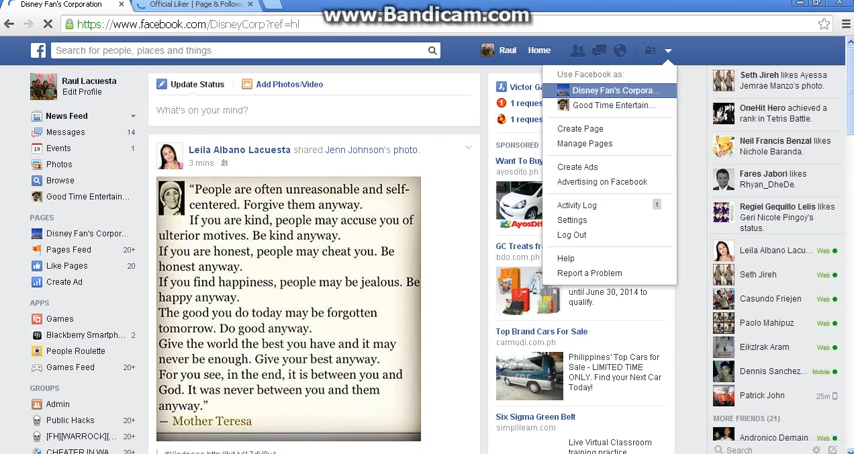 www.Bandicam.com
Disney Fan's Corporation
Official Liker | Page & Follow
https://www.facebook.com/DisneyCorp?ref=hl
Search for people, places and things
Raul
Home
Raul Lacuesta
Edit Profile
News Feed
Messages 14
Events 1
Photos
Browse
Good Time Entertain...
PAGES
Disney Fan's Corpor...
Pages Feed 20+
Like Pages 20
Create Ad
APPS
Games
Blackberry Smartph...
People Roulette
Games Feed 20+
GROUPS
Admin
Public Hacks 20+
[FH][WARROCK][... 20+
CHEATER IN WA... 20+
Update Status
Add Photos/Video
What's on your mind?
Leila Albano Lacuesta shared Jenn Johnson's photo.
3 mins
“People are often unreasonable and self-
centered. Forgive them anyway.
If you are kind, people may accuse you of
ulterior motives. Be kind anyway.
If you are honest, people may cheat you. Be
honest anyway.
If you find happiness, people may be jealous. Be
happy anyway.
The good you do today may be forgotten
tomorrow. Do good anyway.
Give the world the best you have and it may
never be enough. Give your best anyway.
For you see, in the end, it is between you and
God. It was never between you and them
anyway.”
— Mother Teresa
Victor Ga
1 reques
1 reques
SPONSORED
Want To Buy
ayosdito.ph
AyosDito
GC Treats fro
bdo.com.ph
until June 30, 2014 to
qualify.
Top Brand Cars For Sale
carmudi.com.ph
Philippines' Top Cars for
Sale - LIMITED TIME
ONLY. Find your Next Car
Today!
Six Sigma Green Belt
simplilearn.com
Live Virtual Classroom
training practice
Use Facebook as:
Disney Fan's Corpora...
Good Time Entertain...
Create Page
Manage Pages
Create Ads
Advertising on Facebook
Activity Log 1
Settings
Log Out
Help
Report a Problem
Seth Jireh likes Ayessa
Jemrae Manzo's photo.
OneHit Hero achieved a
rank in Tetris Battle.
Neil Francis Benzal likes
Nichole Baranda.
Fares Jabori likes
Rhyan_DheDe.
Regiel Gequillo Lelis likes
Geri Nicole Pingoy's
status.
Leila Albano Lacu... Web
Seth Jireh Web
Casundo Friejen Web
Paolo Mahipuz Web
Eikzlrak Aram Web
Dennis Sanchez... Mobile
Patrick John 25m
MORE FRIENDS (21)
Andronico Demain Web
Search